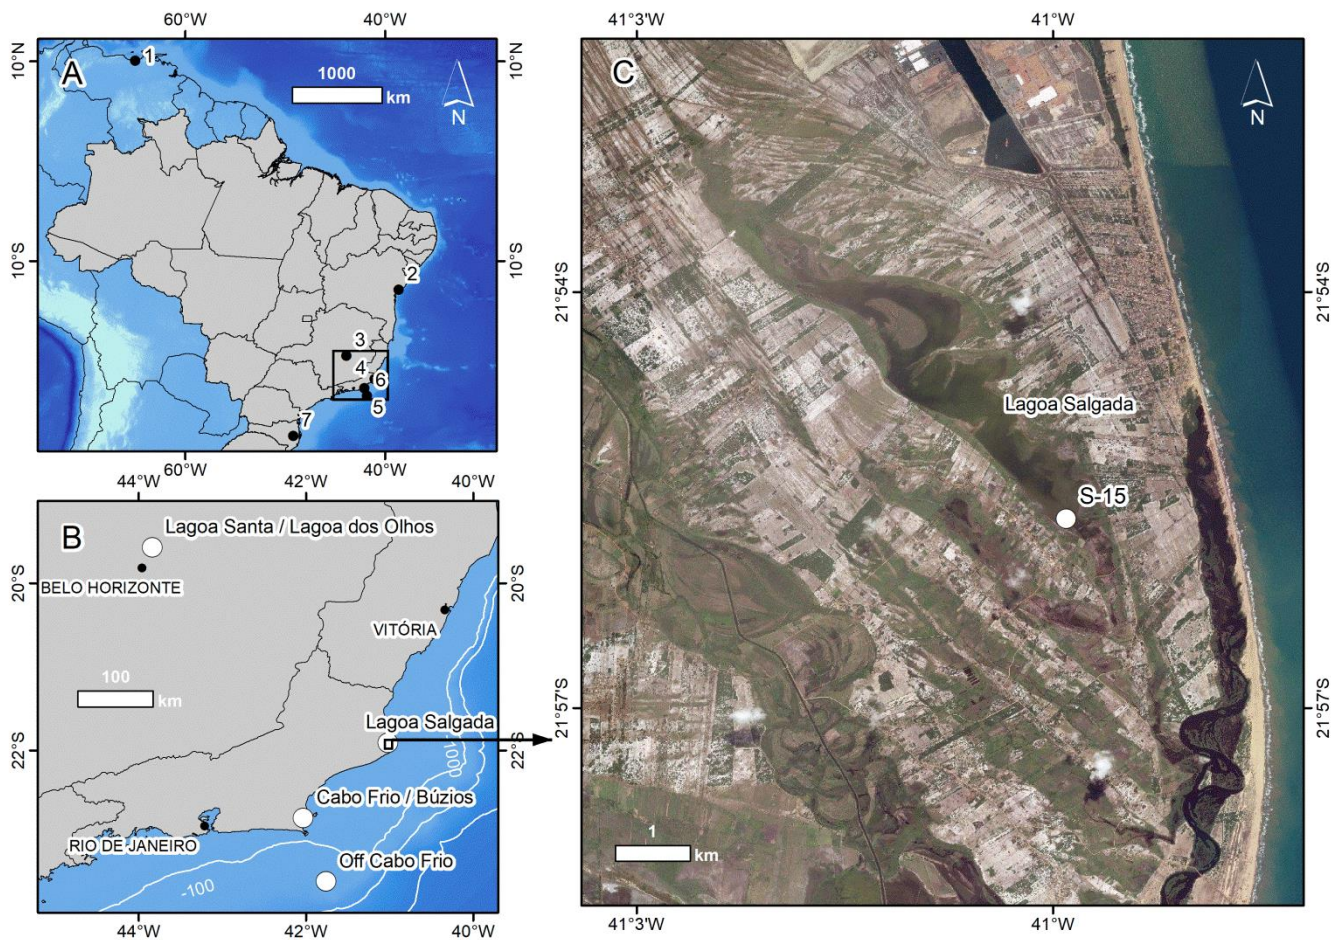 60°W
40°W
10°N
A
1
1000
km
N
10°N
10°S
2
10°S
3
4
6
5
7
60°W
40°W
44°W
42°W
40°W
B
Lagoa Santa / Lagoa dos Olhos
BELO HORIZONTE
20°S
20°S
VITÓRIA
100
km
Lagoa Salgada
-1000
22°S
22°S
Cabo Frio / Búzios
RIO DE JANEIRO
Off Cabo Frio
-100
44°W
42°W
40°W
41°3'W
41°W
C
N
21°54'S
21°54'S
Lagoa Salgada
S-15
21°57'S
21°57'S
1
km
41°3'W
41°W